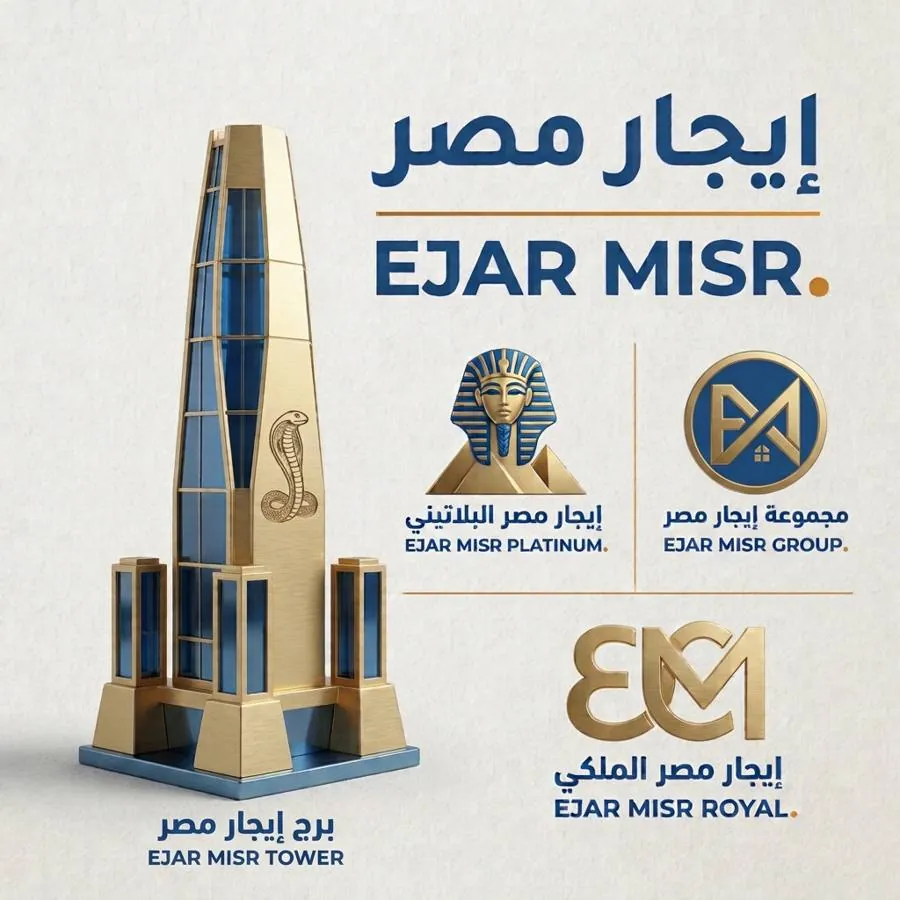 إيجار مصر
EJAR MISR.
إيجار مصر البلاتيني
EJAR MISR PLATINUM.
مجموعة إيجار مصر
EJAR MISR GROUP.
إيجار مصر الملكي
EJAR MISR ROYAL.
برج إيجار مصر
EJAR MISR TOWER